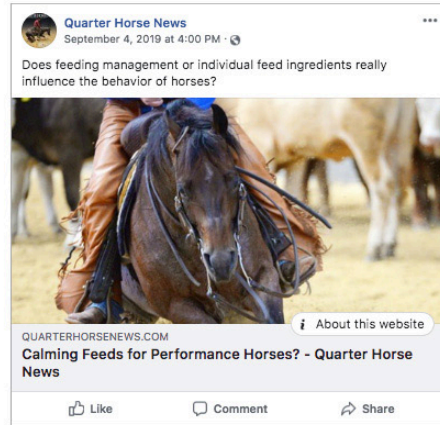 Quarter Horse News
September 4, 2019 at 4:00 PM ·
Does feeding management or individual feed ingredients really
influence the behavior of horses?
i About this website
QUARTERHORSENEWS.COM
Calming Feeds for Performance Horses? - Quarter Horse
News
Like Comment Share